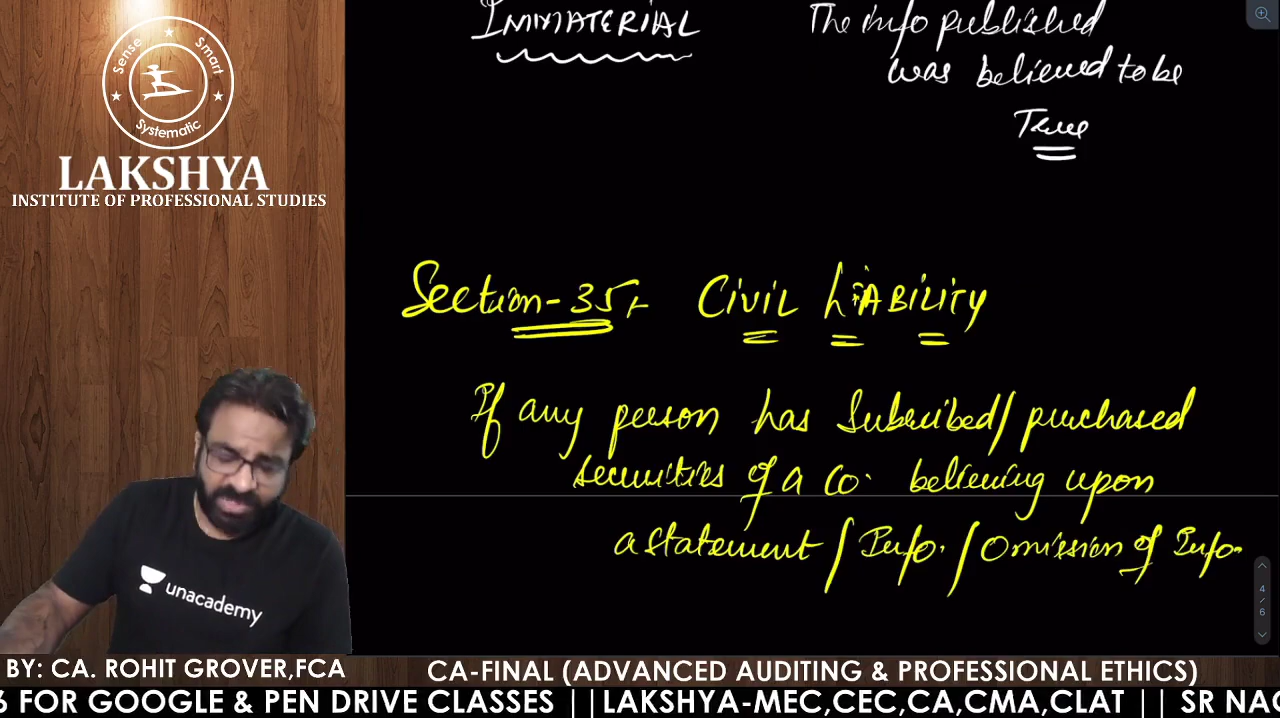 Sense Smart
Systematic
LAKSHYA
INSTITUTE OF PROFESSIONAL STUDIES
IMMATERIAL
The info published
was believed to be
True
Section-35:- CIVIL LIABILITY
If any person has Subscribed/purchased
securities of a Co. believing upon
a statement / Info. / Omission of Info.
unacademy
4
/
6
BY: CA. ROHIT GROVER,FCA CA-FINAL (ADVANCED AUDITING & PROFESSIONAL ETHICS)
6 FOR GOOGLE & PEN DRIVE CLASSES ||LAKSHYA-MEC,CEC,CA,CMA,CLAT || SR NAG